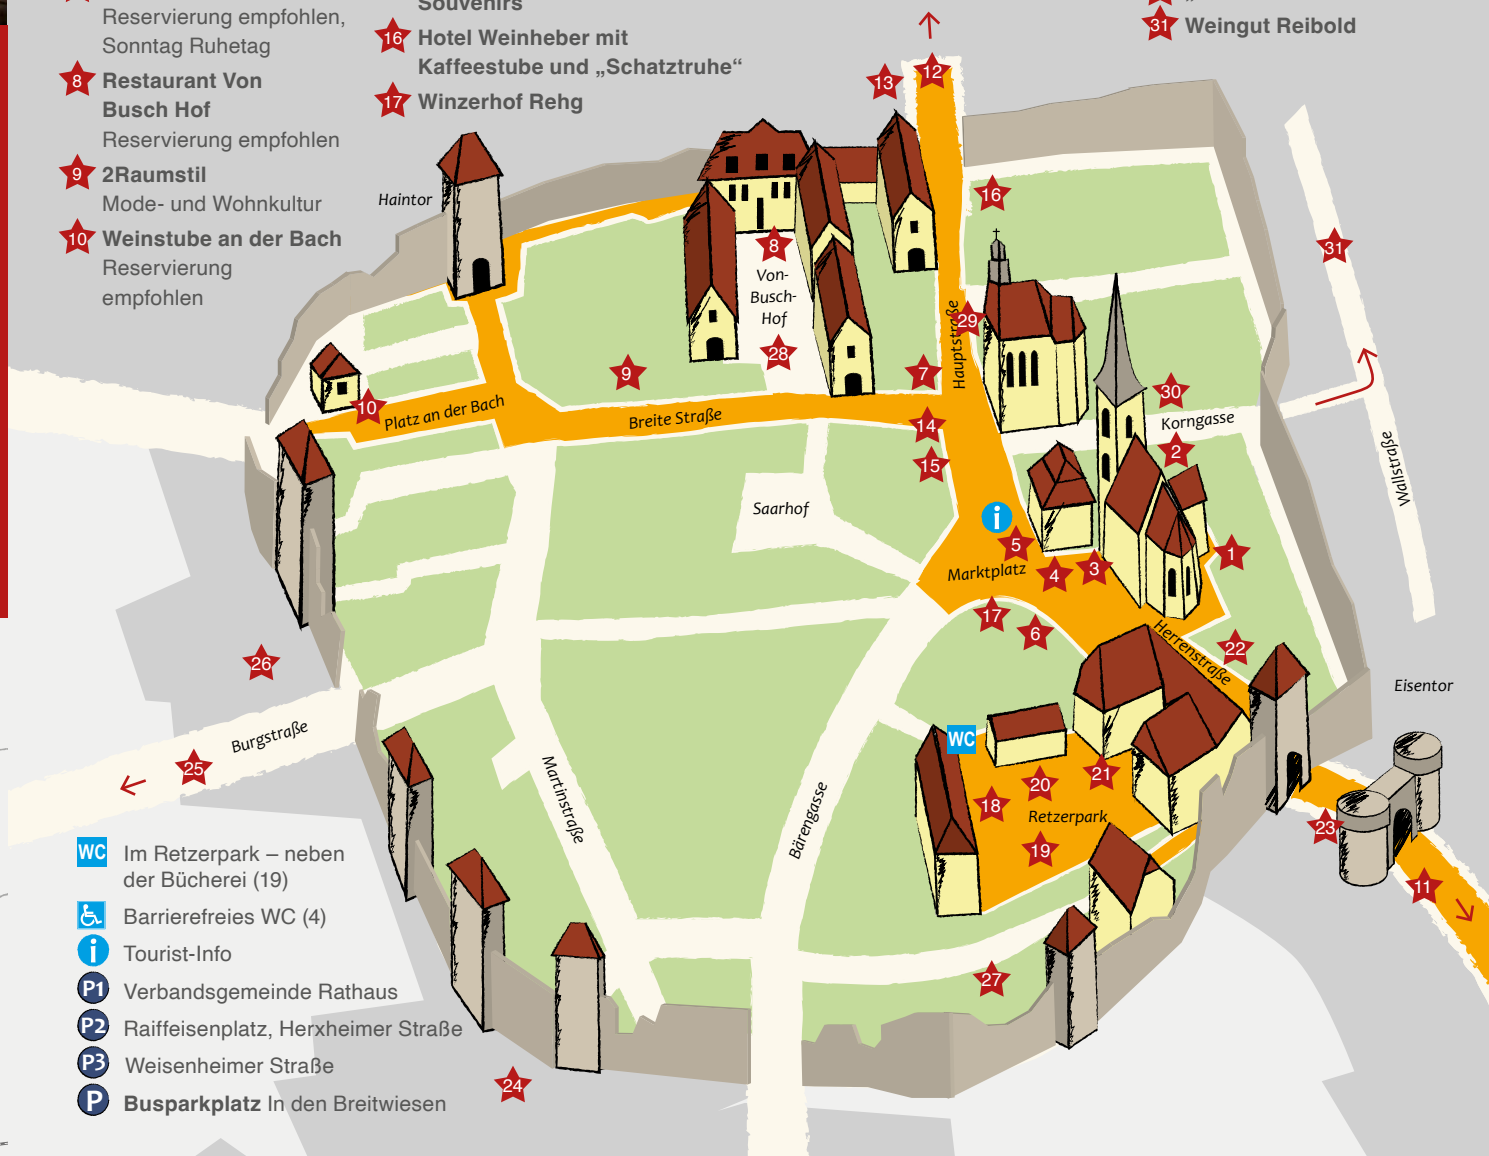 Reservierung empfohlen,
Sonntag Ruhetag
8 Restaurant Von
Busch Hof
Reservierung empfohlen
9 2Raumstil
Mode- und Wohnkultur
10 Weinstube an der Bach
Reservierung
empfohlen
Souvenirs
16 Hotel Weinheber mit
Kaffeestube und „Schatztruhe“
17 Winzerhof Rehg
31 Weingut Reibold
12
13
16
Haintor
31
8
Von-
Busch-
Hof
28
29
Hauptstraße
9
7
30
10
Platz an der Bach
Breite Straße
14
Korngasse
2
15
Wallstraße
Saarhof
i
5
1
Marktplatz
4
3
17
6
Herrenstraße
22
26
Eisentor
Burgstraße
25
WC
Martinstraße
Bärengasse
21
20
18
Retzerpark
19
23
11
27
24
WC Im Retzerpark – neben
der Bücherei (19)
Barrierefreies WC (4)
i Tourist-Info
P1 Verbandsgemeinde Rathaus
P2 Raiffeisenplatz, Herxheimer Straße
P3 Weisenheimer Straße
P Busparkplatz In den Breitwiesen